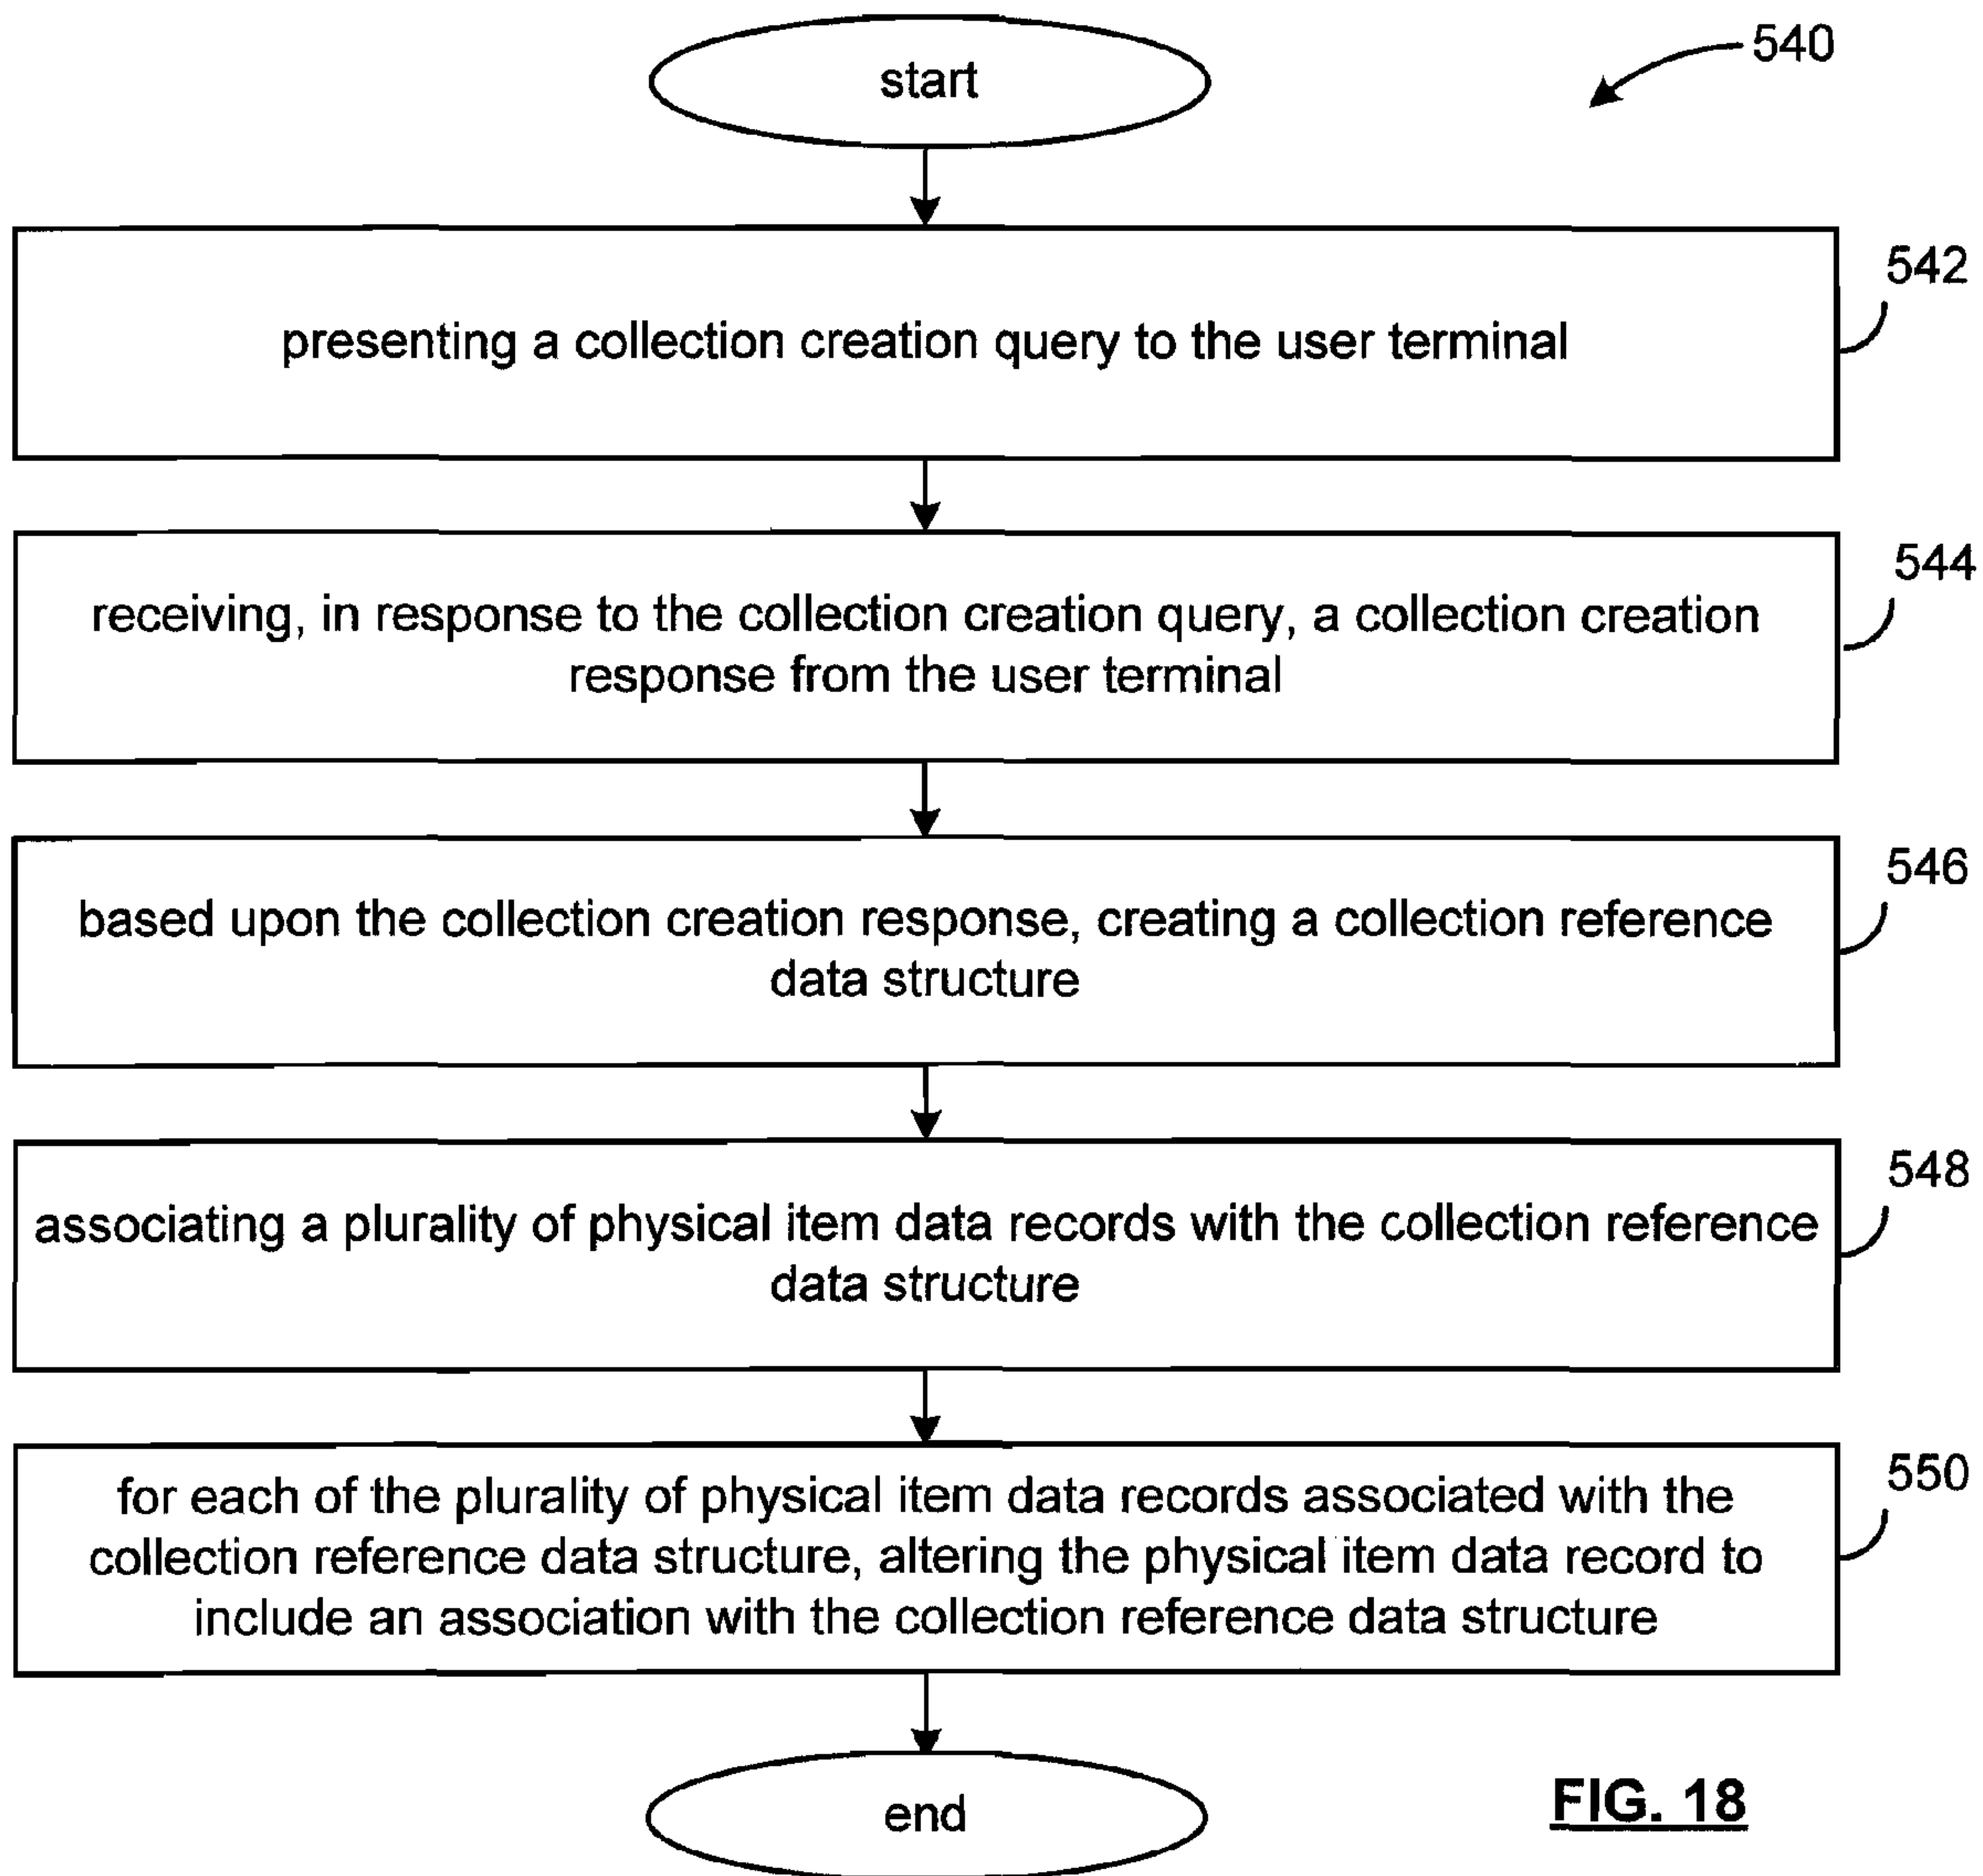 start
540
presenting a collection creation query to the user terminal
542
receiving, in response to the collection creation query, a collection creation
response from the user terminal
544
based upon the collection creation response, creating a collection reference
data structure
546
associating a plurality of physical item data records with the collection reference
data structure
548
for each of the plurality of physical item data records associated with the
collection reference data structure, altering the physical item data record to
include an association with the collection reference data structure
550
end
FIG. 18